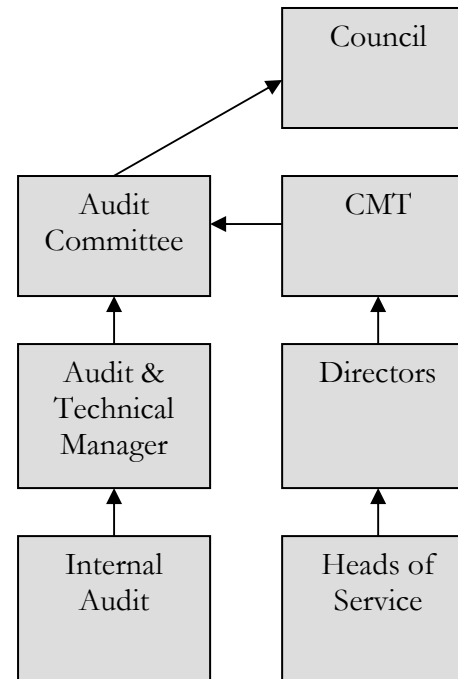 Council
Audit
Committee
CMT
Audit &
Technical
Manager
Directors
Internal
Audit
Heads of
Service